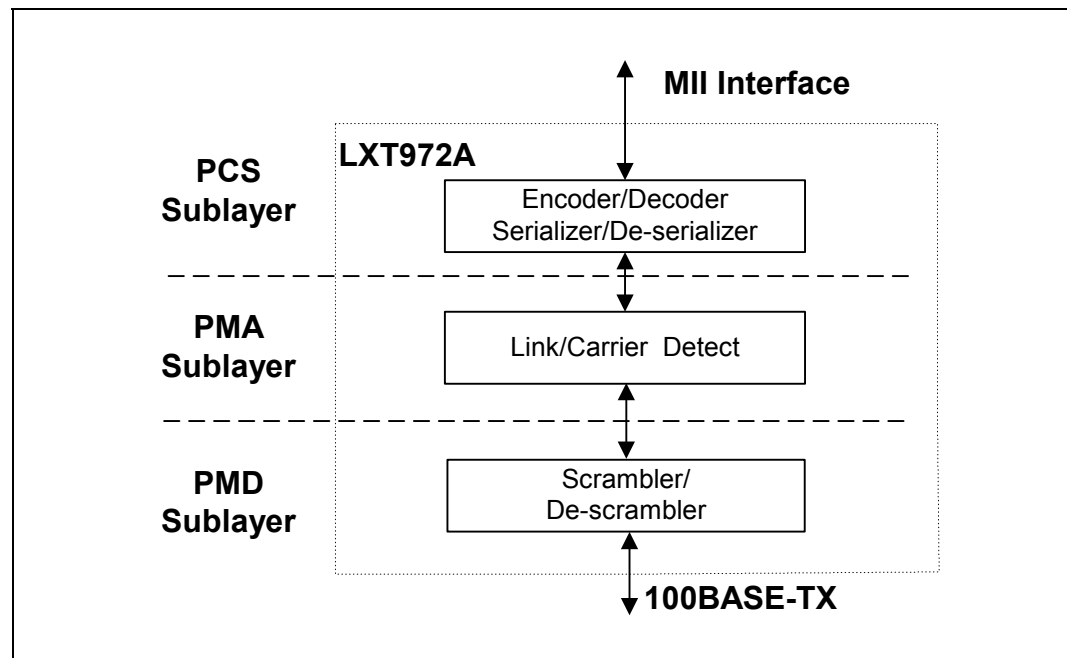 MII Interface
LXT972A
PCS
Sublayer
Encoder/Decoder
Serializer/De-serializer
PMA
Sublayer
Link/Carrier Detect
PMD
Sublayer
Scrambler/
De-scrambler
100BASE-TX